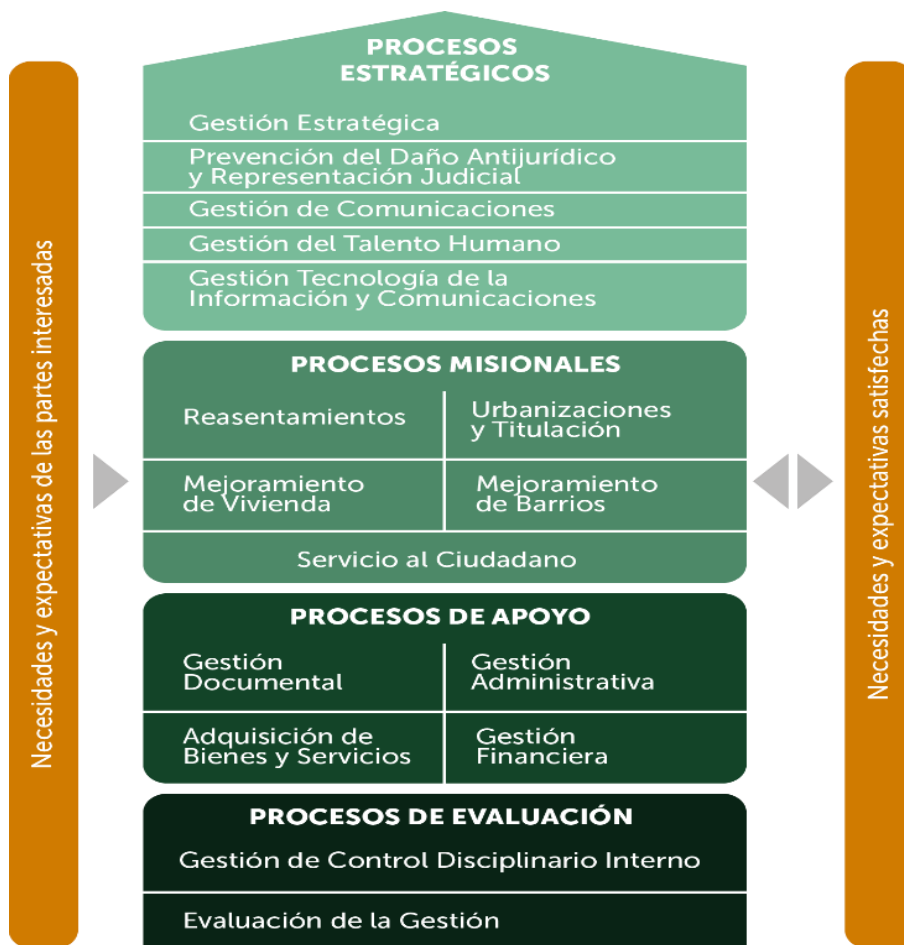 Necesidades y expectativas de las partes interesadas
PROCESOS
ESTRATÉGICOS
Gestión Estratégica
Prevención del Daño Antijurídico
y Representación Judicial
Gestión de Comunicaciones
Gestión del Talento Humano
Gestión Tecnología de la
Información y Comunicaciones
PROCESOS MISIONALES
Reasentamientos
Urbanizaciones
y Titulación
Mejoramiento
de Vivienda
Mejoramiento
de Barrios
Servicio al Ciudadano
PROCESOS DE APOYO
Gestión
Documental
Gestión
Administrativa
Adquisición de
Bienes y Servicios
Gestión
Financiera
PROCESOS DE EVALUACIÓN
Gestión de Control Disciplinario Interno
Evaluación de la Gestión
Necesidades y expectativas satisfechas